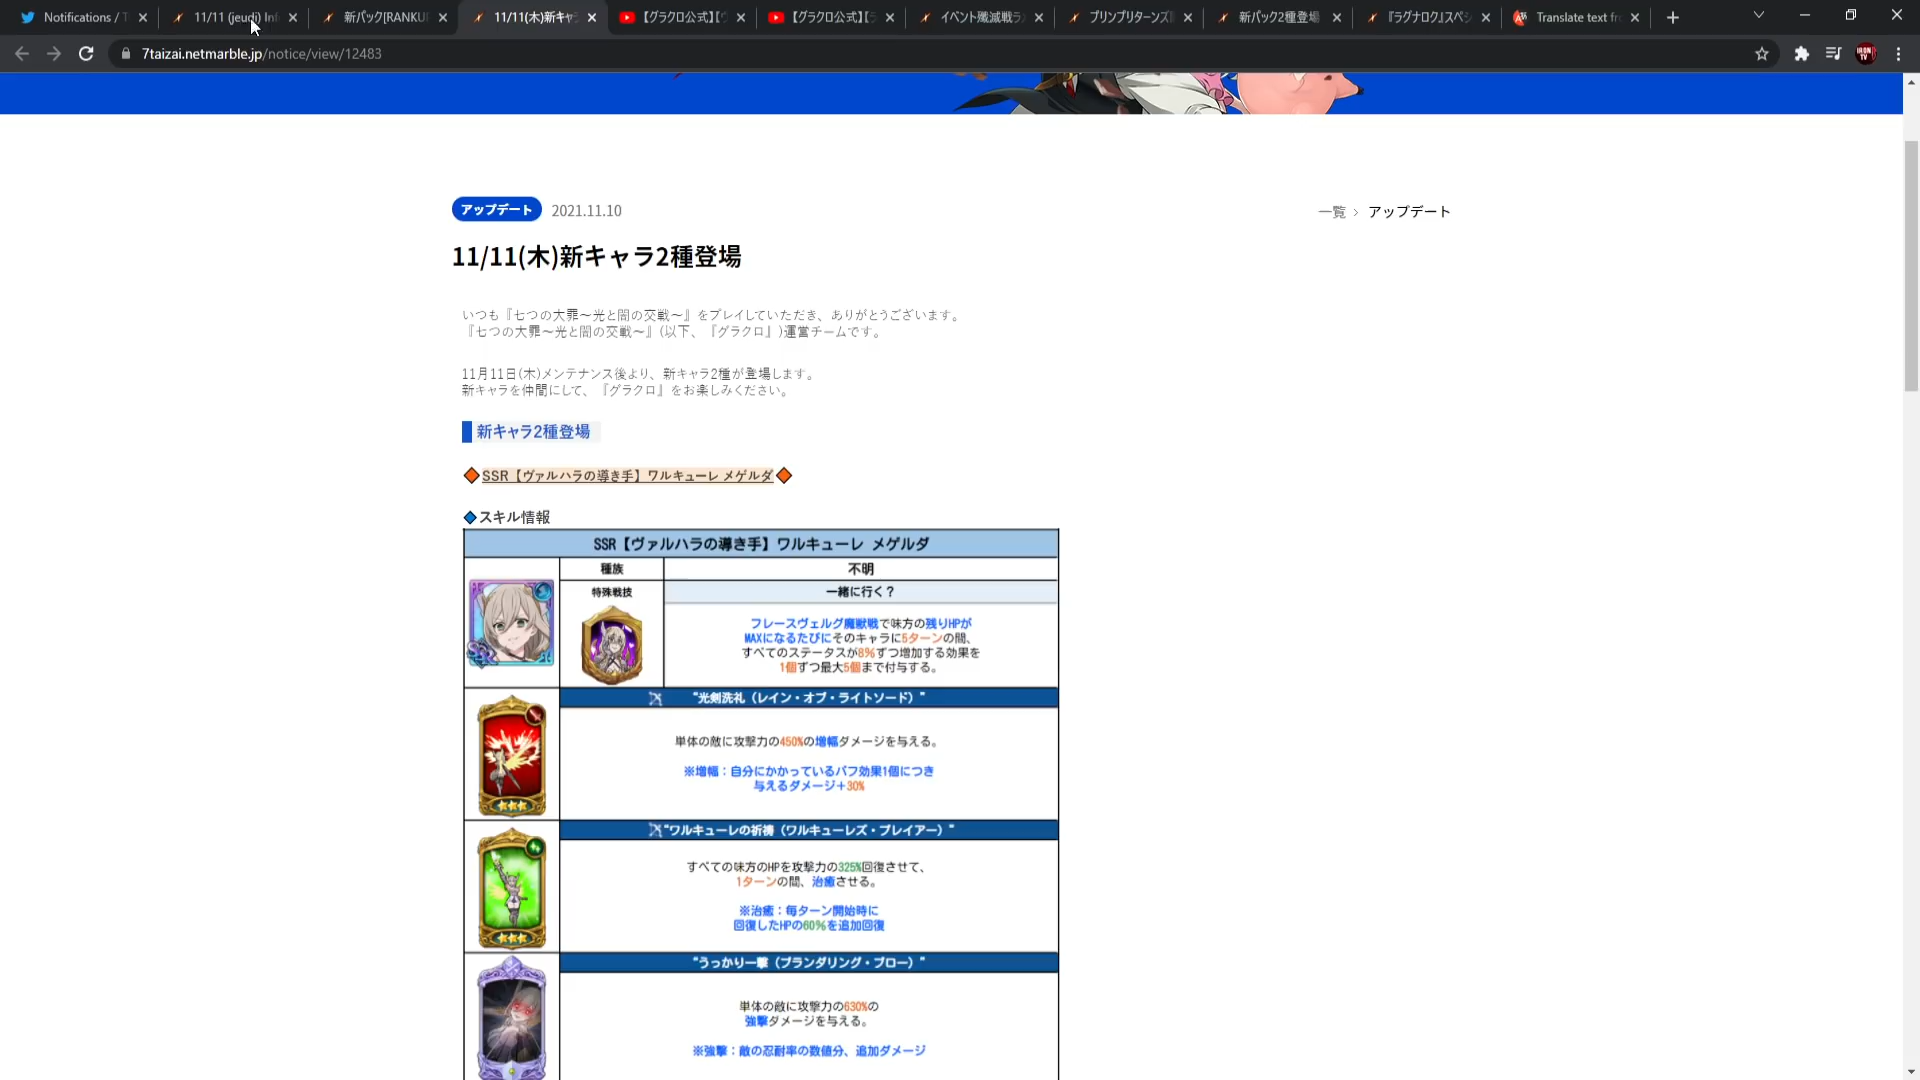 Notifications / T
11/11 (jeudi) Inf
新パック[RANKU
11/11(木)新キャラ
【グラクロ公式】【ヴ
【グラクロ公式】【ラ
イベント殲滅戦ラン
プリンプリターンズ
新パック2種登場
『ラグナロク』スペシ
Translate text fr
7taizai.netmarble.jp/notice/view/12483
アップデート 2021.11.10
一覧 > アップデート
11/11(木)新キャラ2種登場
いつも『七つの大罪～光と闇の交戦～』をプレイしていただき、ありがとうございます。
『七つの大罪～光と闇の交戦～』(以下、『グラクロ』)運営チームです。
11月11日(木)メンテナンス後より、新キャラ2種が登場します。
新キャラを仲間にして、『グラクロ』をお楽しみください。
新キャラ2種登場
SSR【ヴァルハラの導き手】ワルキューレ メゲルダ
スキル情報
SSR【ヴァルハラの導き手】ワルキューレ メゲルダ
種族 不明
特殊戦技 一緒に行く？
フレースヴェルグ魔獣戦で味方の残りHPが
MAXになるたびにそのキャラに5ターンの間、
すべてのステータスが8%ずつ増加する効果を
1個ずつ最大5個まで付与する。
"光剣洗礼（レイン・オブ・ライトソード）"
単体の敵に攻撃力の450%の増幅ダメージを与える。
※増幅：自分にかかっているバフ効果1個につき
与えるダメージ＋30%
"ワルキューレの祈祷（ワルキューレズ・プレイアー）"
すべての味方のHPを攻撃力の325%回復させて、
1ターンの間、治癒させる。
※治癒：毎ターン開始時に
回復したHPの60%を追加回復
"うっかり一撃（ブランダリング・ブロー）"
単体の敵に攻撃力の630%の
強撃ダメージを与える。
※強撃：敵の忍耐率の数値分、追加ダメージ